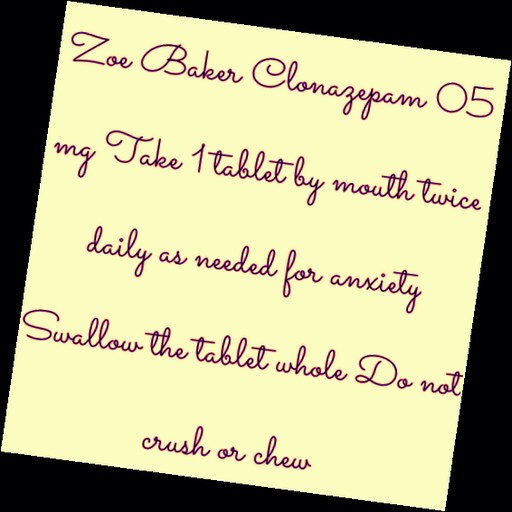 Zoe Baker Clonazepam 05
mg Take 1 tablet by mouth twice
daily as needed for anxiety
Swallow the tablet whole Do not
crush or chew